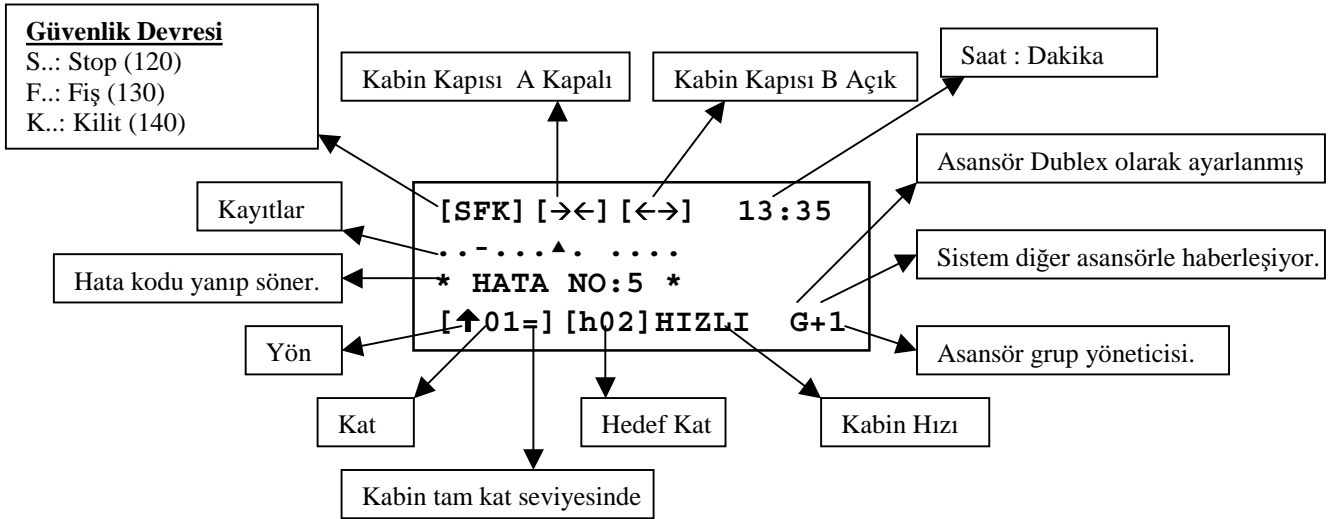 Güvenlik Devresi
S..: Stop (120)
F..: Fiş (130)
K..: Kilit (140)
Kabin Kapısı A Kapalı
Kabin Kapısı B Açık
Saat : Dakika
Asansör Dublex olarak ayarlanmış
Kayıtlar
[SFK][→←][←→] 13:35
..-...▲. ....
Sistem diğer asansörle haberleşiyor.
Hata kodu yanıp söner.
* HATA NO:5 *
[↑01=][h02]HIZLI G+1
Yön
Asansör grup yöneticisi.
Kat
Hedef Kat
Kabin Hızı
Kabin tam kat seviyesinde